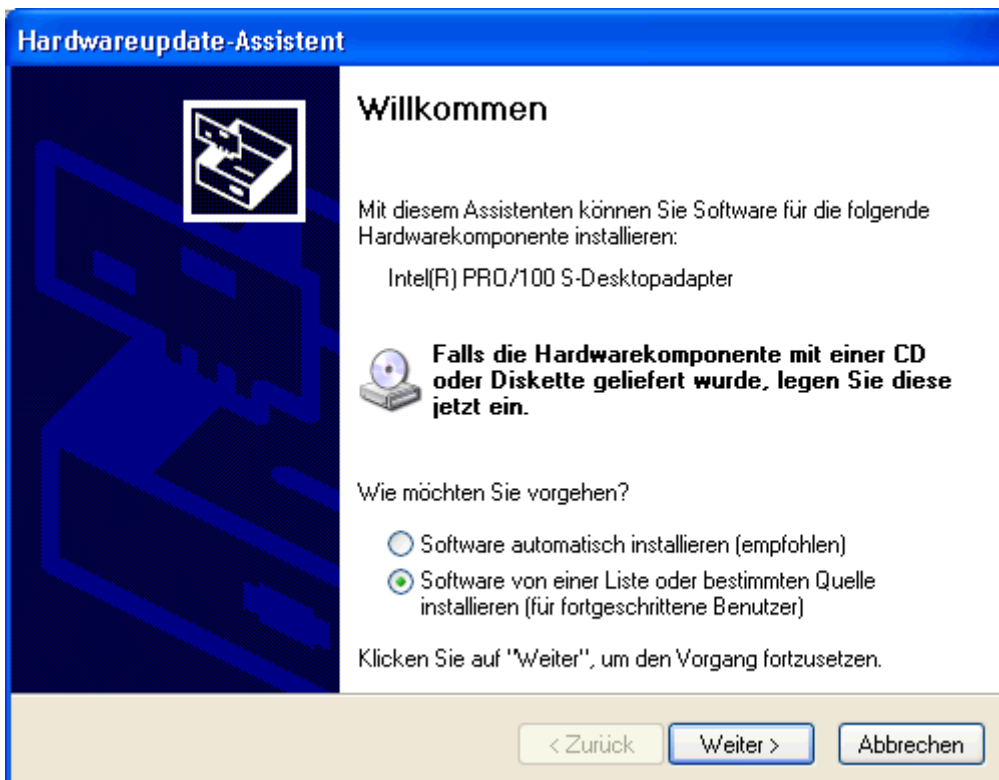 Hardwareupdate-Assistent
Willkommen
Mit diesem Assistenten können Sie Software für die folgende
Hardwarekomponente installieren:
Intel(R) PRO/100 S-Desktopadapter
Falls die Hardwarekomponente mit einer CD
oder Diskette geliefert wurde, legen Sie diese
jetzt ein.
Wie möchten Sie vorgehen?
Software automatisch installieren (empfohlen)
Software von einer Liste oder bestimmten Quelle
installieren (für fortgeschrittene Benutzer)
Klicken Sie auf "Weiter", um den Vorgang fortzusetzen.
< Zurück Weiter > Abbrechen